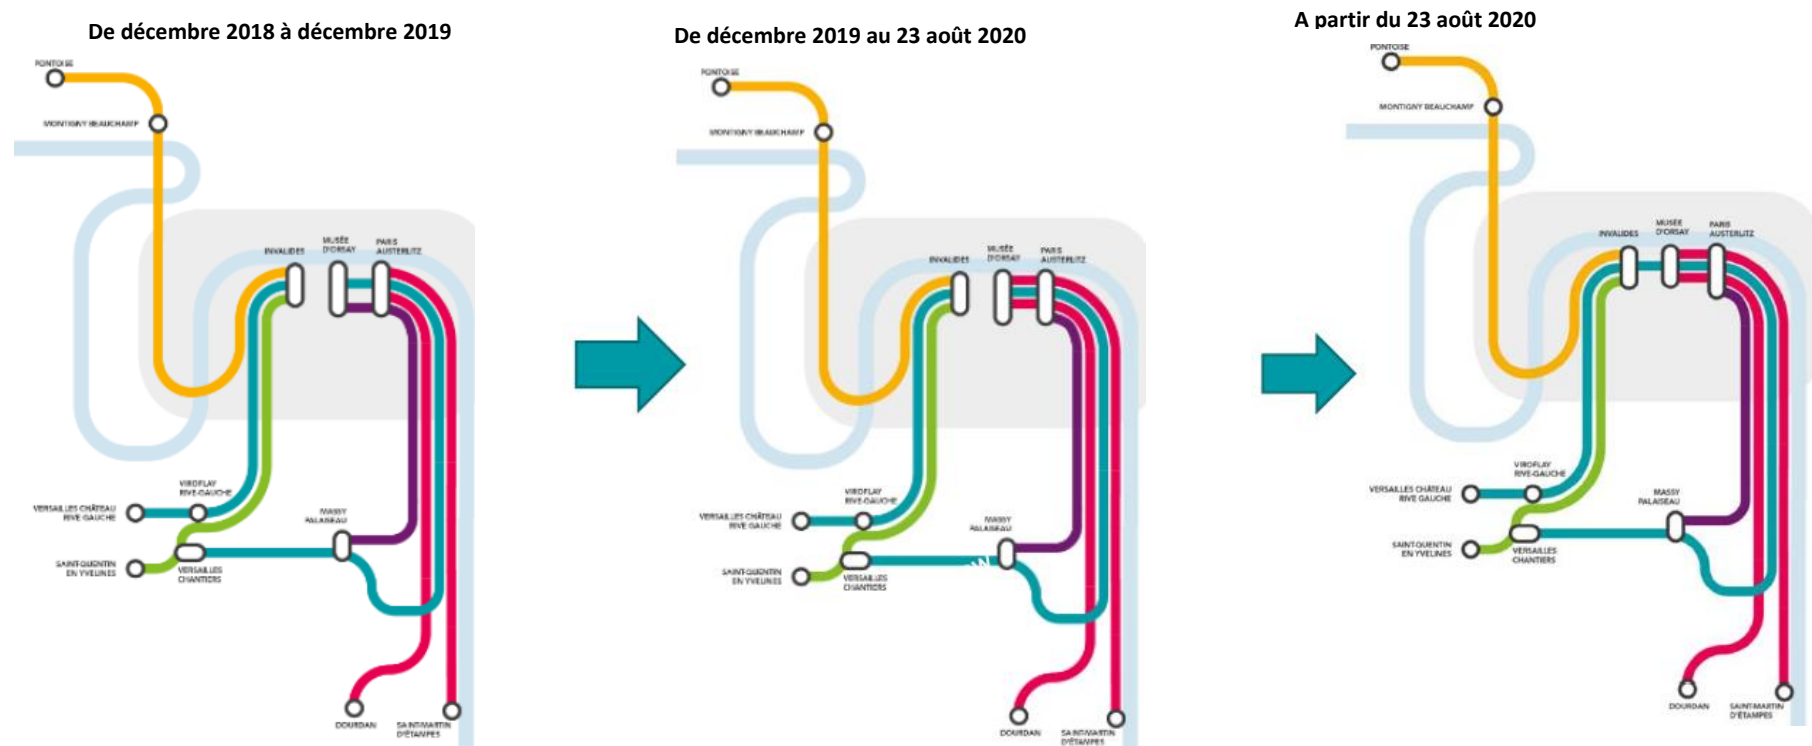 De décembre 2018 à décembre 2019
PONTOISE
MONTIGNY BEAUCHAMP
INVALIDES
MUSÉE
D'ORSAY
PARIS
AUSTERLITZ
VIROFLAY
RIVE-GAUCHE
VERSAILLES CHÂTEAU
RIVE GAUCHE
MASSY
PALAISEAU
SAINT-QUENTIN
EN YVELINES
VERSAILLES
CHANTIERS
DOURDAN
SAINT-MARTIN
D'ÉTAMPES
De décembre 2019 au 23 août 2020
PONTOISE
MONTIGNY BEAUCHAMP
INVALIDES
MUSÉE
D'ORSAY
PARIS
AUSTERLITZ
VIROFLAY
RIVE-GAUCHE
VERSAILLES CHÂTEAU
RIVE GAUCHE
MASSY
PALAISEAU
SAINT-QUENTIN
EN YVELINES
VERSAILLES
CHANTIERS
DOURDAN
SAINT-MARTIN
D'ÉTAMPES
A partir du 23 août 2020
PONTOISE
MONTIGNY BEAUCHAMP
INVALIDES
MUSÉE
D'ORSAY
PARIS
AUSTERLITZ
VIROFLAY
RIVE-GAUCHE
VERSAILLES CHÂTEAU
RIVE GAUCHE
MASSY
PALAISEAU
SAINT-QUENTIN
EN YVELINES
VERSAILLES
CHANTIERS
DOURDAN
SAINT-MARTIN
D'ÉTAMPES